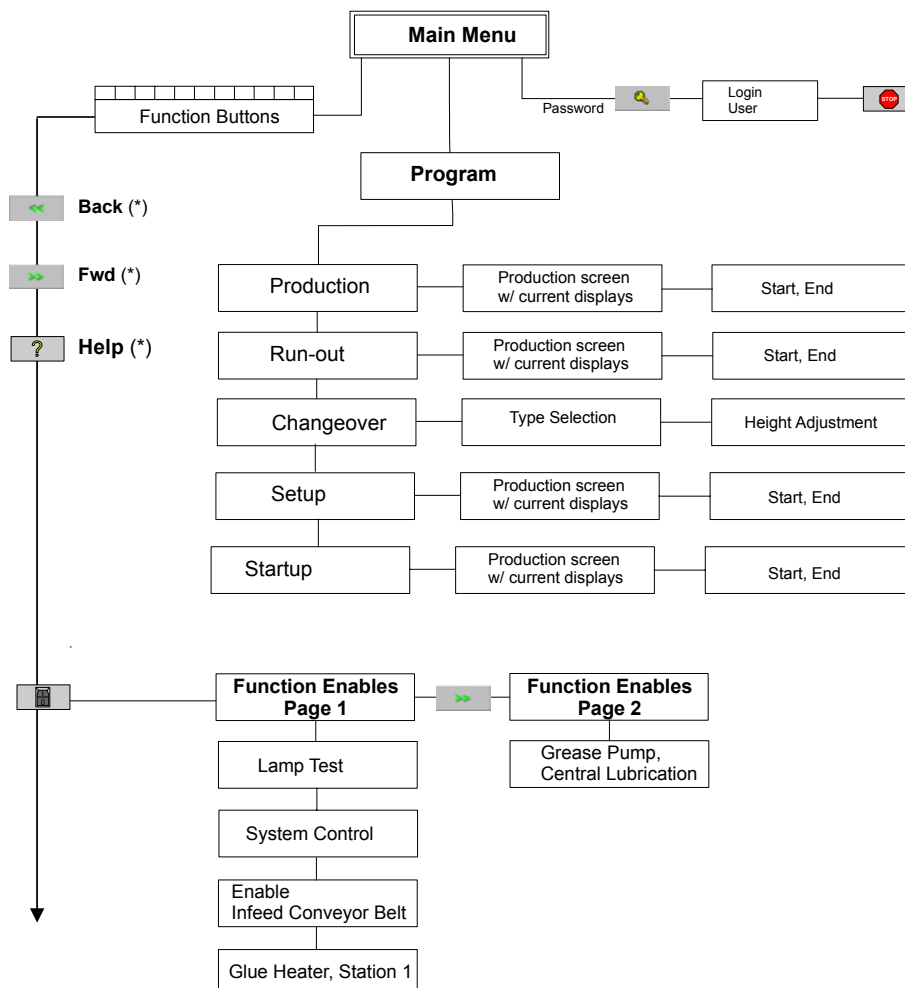 Main Menu
Function Buttons
Password
Login
User
STOP
Program
<<
Back (*)
>>
Fwd (*)
?
Help (*)
Production
Production screen
w/ current displays
Start, End
Run-out
Production screen
w/ current displays
Start, End
Changeover
Type Selection
Height Adjustment
Setup
Production screen
w/ current displays
Start, End
Startup
Production screen
w/ current displays
Start, End
Function Enables
Page 1
>>
Function Enables
Page 2
Lamp Test
Grease Pump,
Central Lubrication
System Control
Enable
Infeed Conveyor Belt
Glue Heater, Station 1